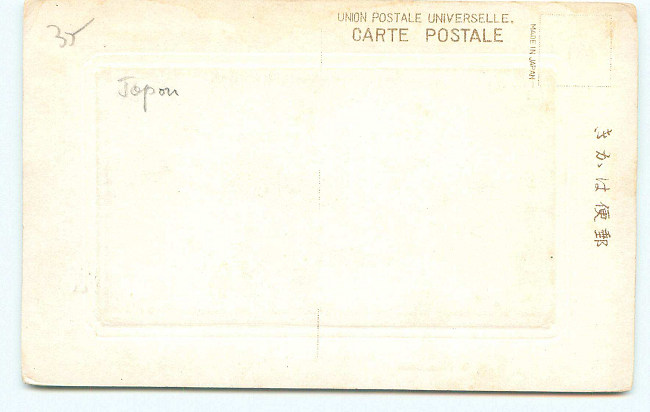 35
UNION POSTALE UNIVERSELLE.
CARTE POSTALE
MADE IN JAPAN
Japon
郵便はかき